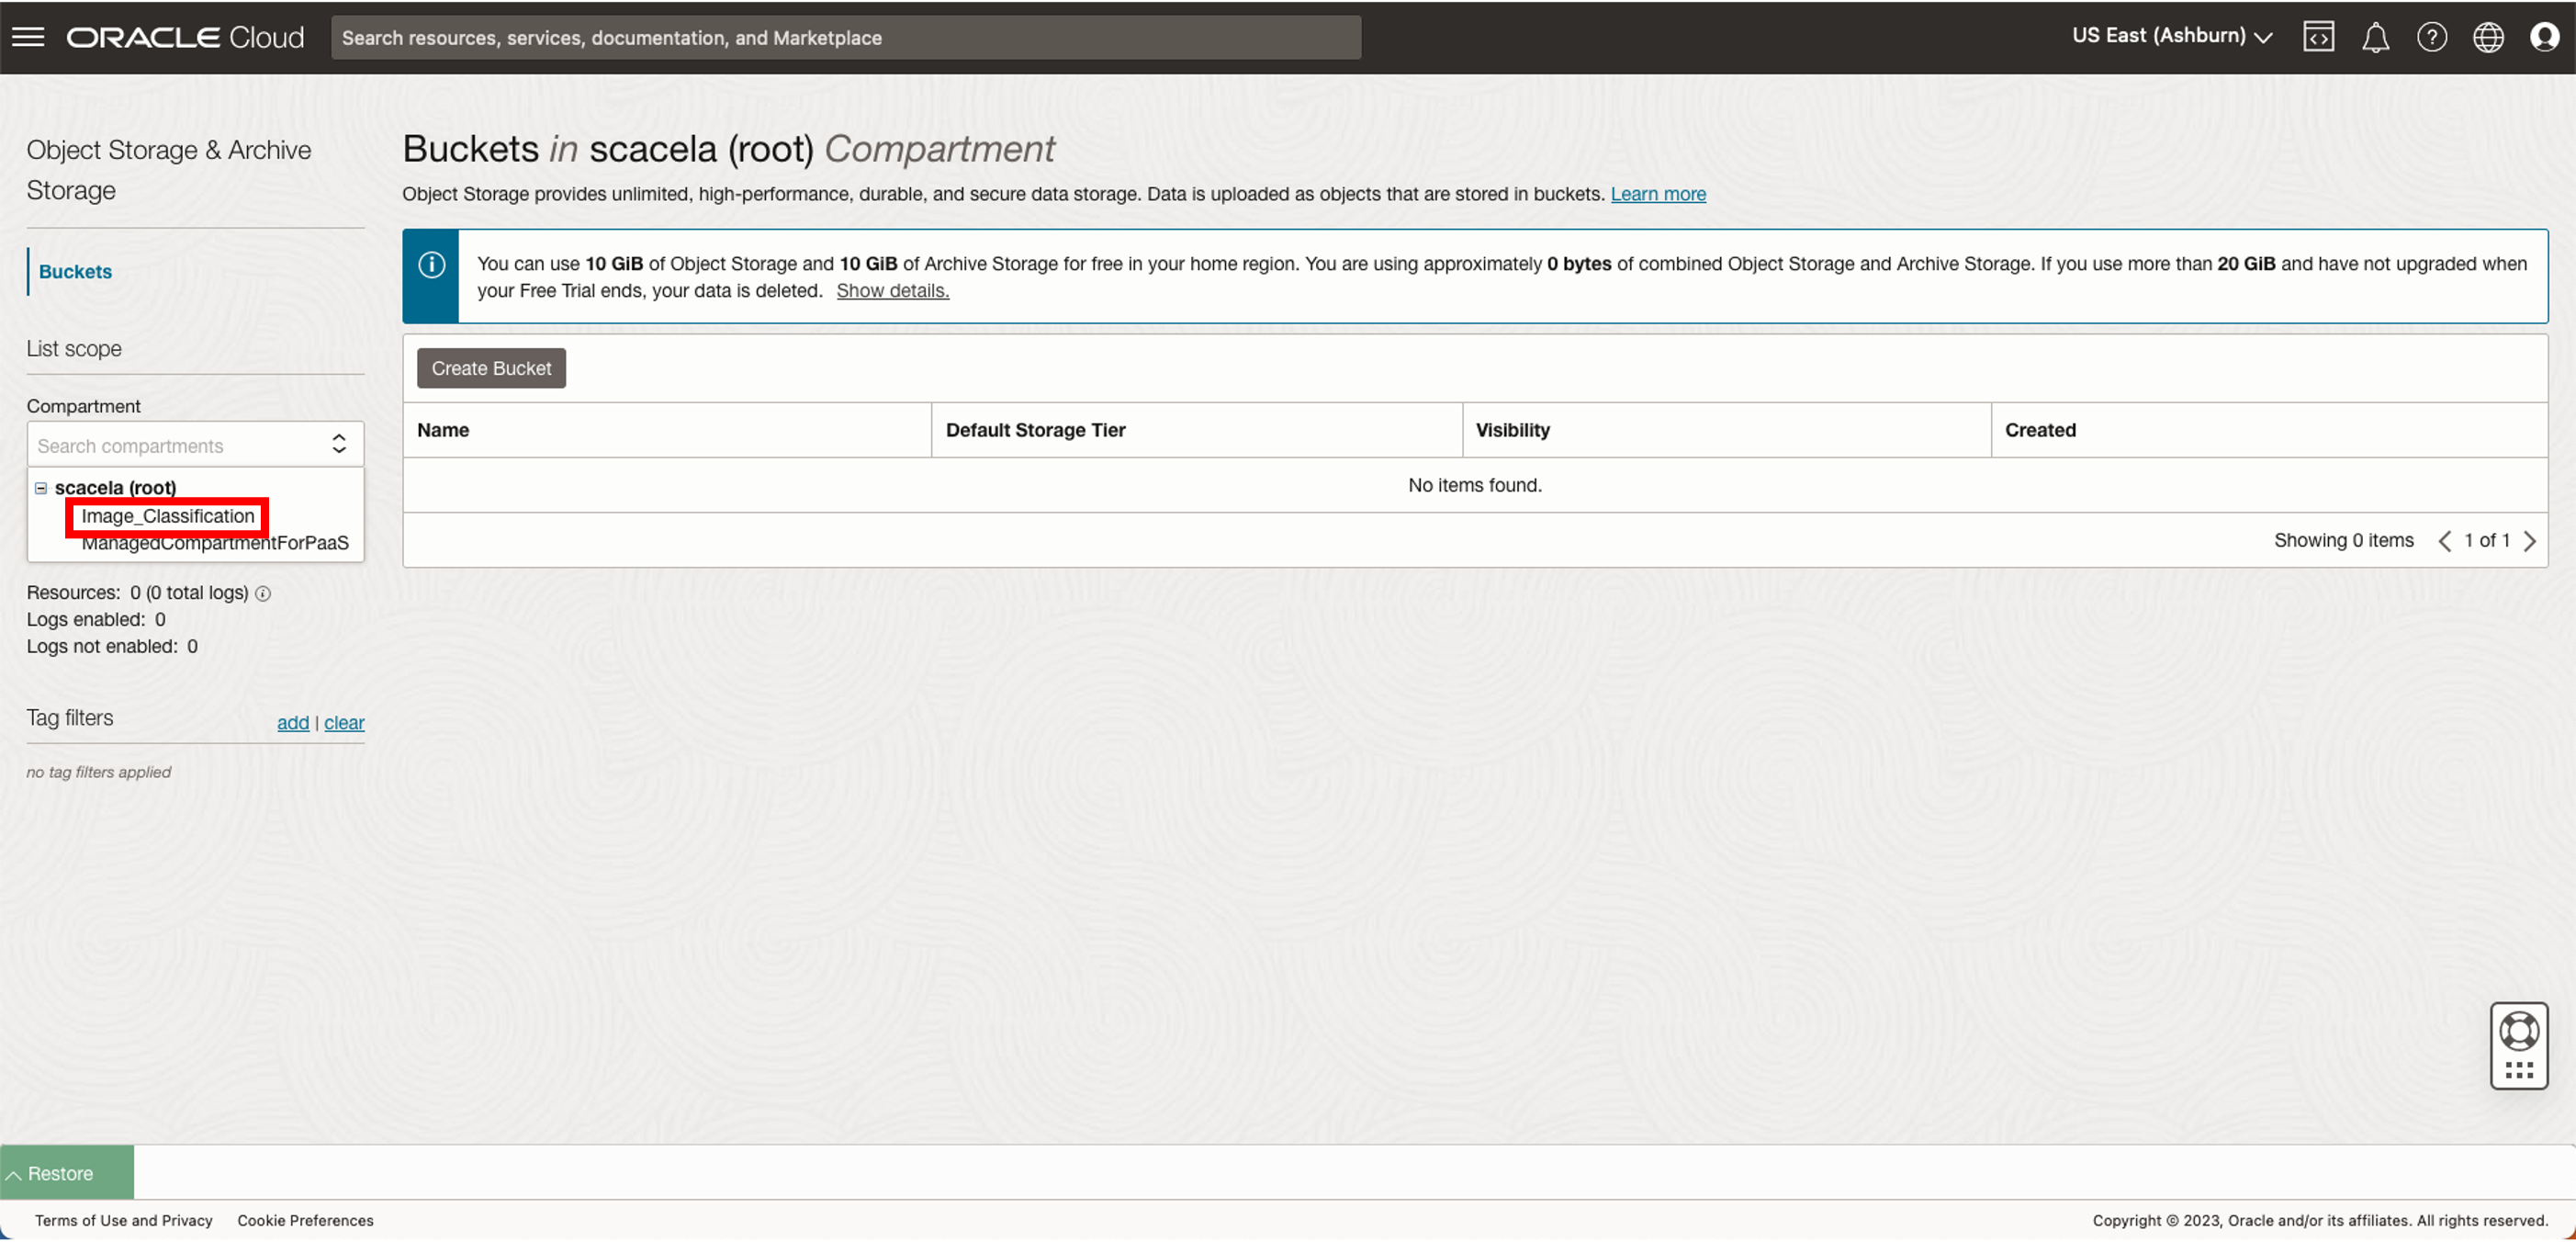 ORACLE Cloud
Search resources, services, documentation, and Marketplace
US East (Ashburn)
Object Storage & Archive
Storage
Buckets
List scope
Compartment
Search compartments
scacela (root)
Image_Classification
ManagedCompartmentForPaaS
Resources: 0 (0 total logs)
Logs enabled: 0
Logs not enabled: 0
Tag filters
add | clear
no tag filters applied
Buckets in scacela (root) Compartment
Object Storage provides unlimited, high-performance, durable, and secure data storage. Data is uploaded as objects that are stored in buckets. Learn more
You can use 10 GiB of Object Storage and 10 GiB of Archive Storage for free in your home region. You are using approximately 0 bytes of combined Object Storage and Archive Storage. If you use more than 20 GiB and have not upgraded when
your Free Trial ends, your data is deleted. Show details.
Create Bucket
Name Default Storage Tier Visibility Created
No items found.
Showing 0 items 1 of 1
Restore
Terms of Use and Privacy Cookie Preferences
Copyright © 2023, Oracle and/or its affiliates. All rights reserved.